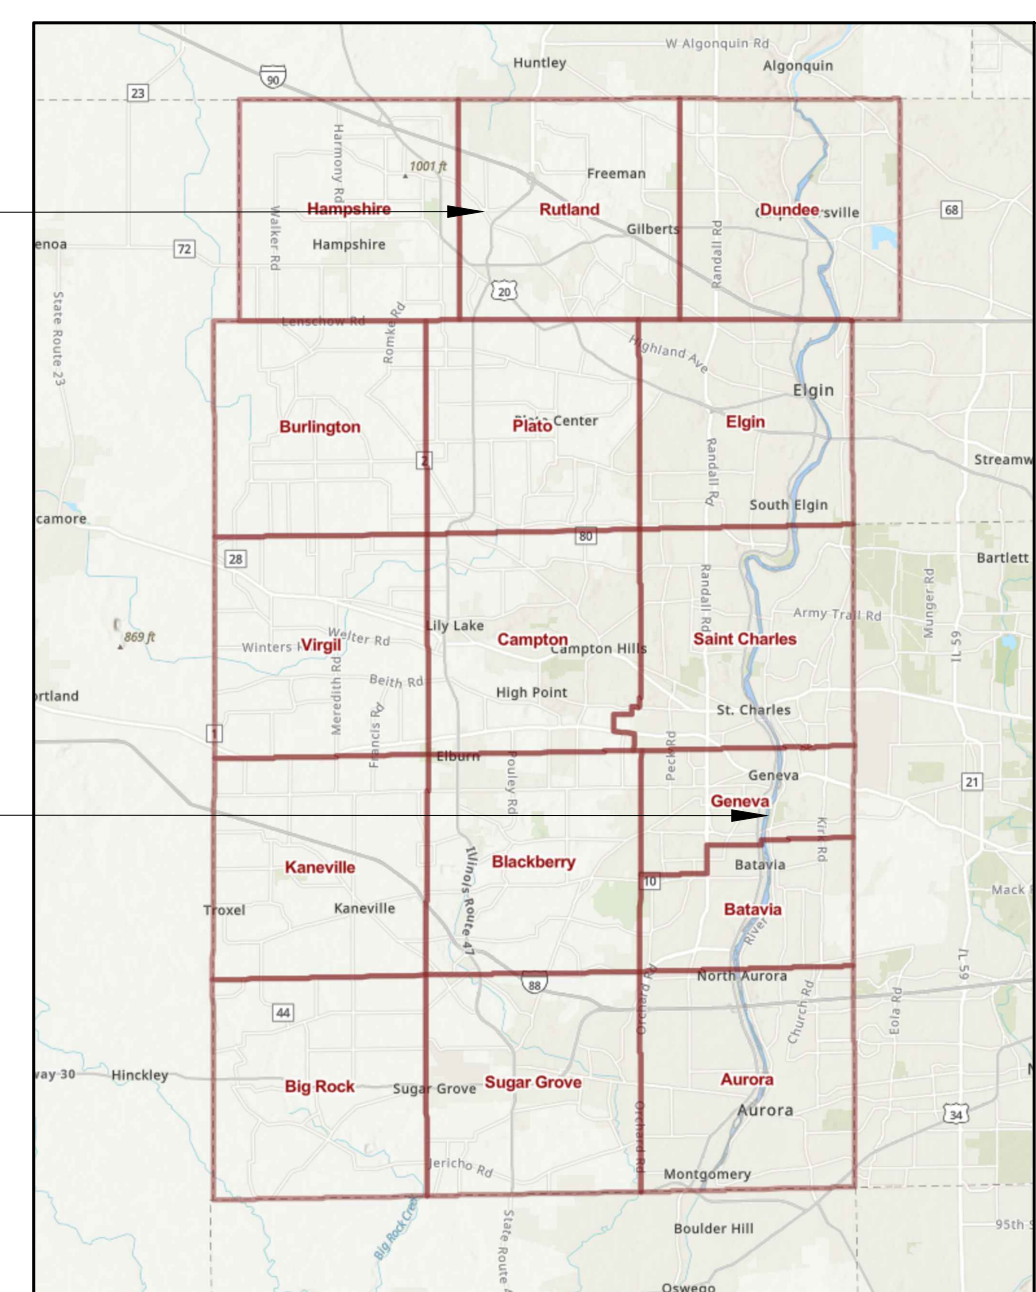 W Algonquin Rd
Huntley
Algonquin
90
23
Harmony Rd
1001 ft
Freeman
Hampshire
Rutland
Dundee
sville
68
Walker Rd
Gilberts
enoa
72
Hampshire
Randall Rd
20
State Route 23
Lenschow Rd
Romke Rd
Highland Ave
Elgin
Burlington
Plato
Center
Elgin
2
Randall Rd
Streamw
South Elgin
camore
80
28
Bartlett
Randall Rd
Munger Rd
Army Trail Rd
Lily Lake
869 ft
Welter Rd
Winters
Virgil
Campton
Campton Hills
Saint Charles
IL 59
Meredith Rd
Beith Rd
High Point
ortland
Francis Rd
St. Charles
1
Peck Rd
Elburn
Pouley Rd
Geneva
21
Geneva
Kirk Rd
Illinois Route 47
Kaneville
Blackberry
Batavia
10
Mack
Troxel
Kaneville
Batavia
River
IL 59
North Aurora
88
Orchard Rd
Church Rd
Eola Rd
44
way 30
Hinckley
Big Rock
Sugar Grove
Sugar Grove
Aurora
Aurora
34
Orchard Rd
Jericho Rd
Montgomery
Big Rock Creek
State Route 4
Boulder Hill
95th S
Oswego